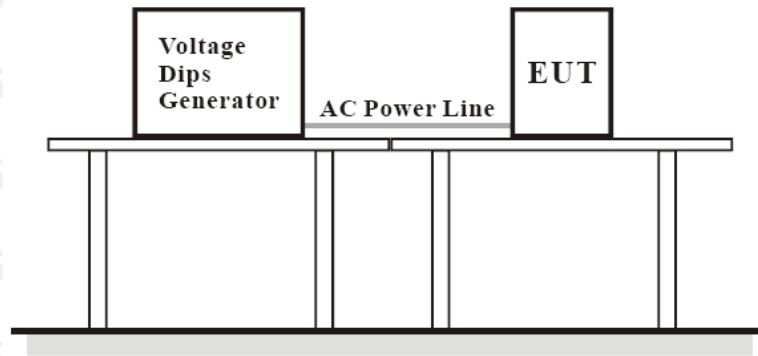 Voltage
Dips
Generator
AC Power Line
EUT